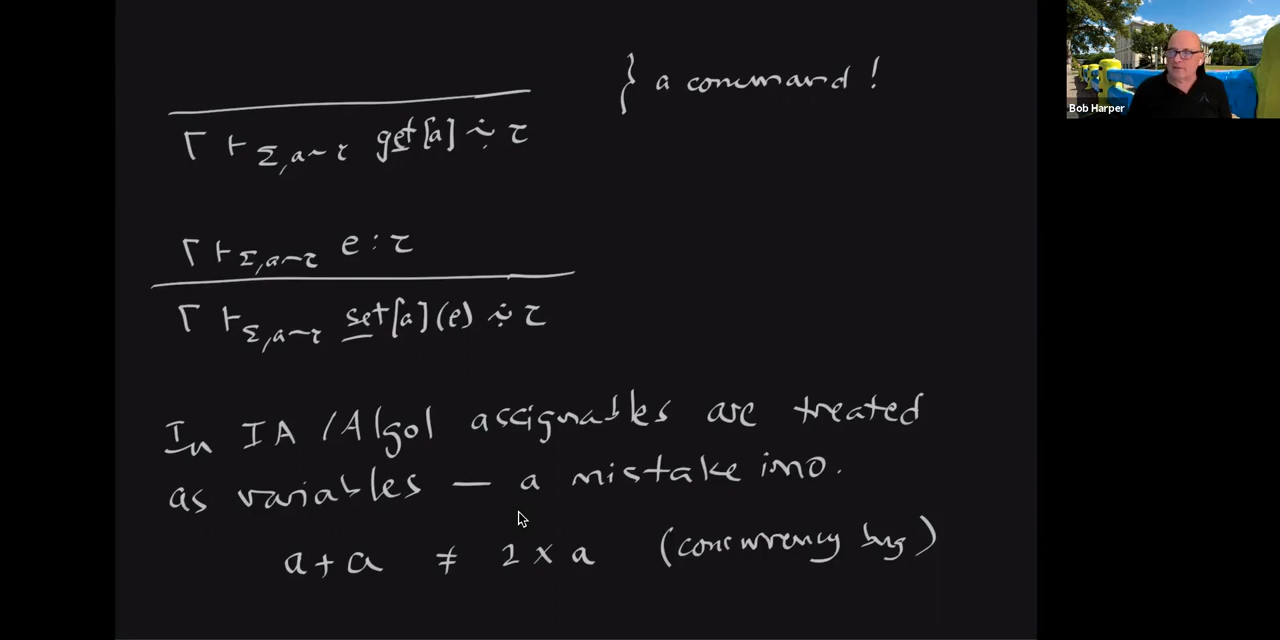 } a command !
Γ ⊢Σ,a~τ get[a] ∻ τ
Bob Harper
Γ ⊢Σ,a~τ e : τ
Γ ⊢Σ,a~τ set[a](e) ∻ τ
In IA / Algol assignables are treated
as variables — a mistake imo.
a + a ≠ 2 × a (concurrency bug)